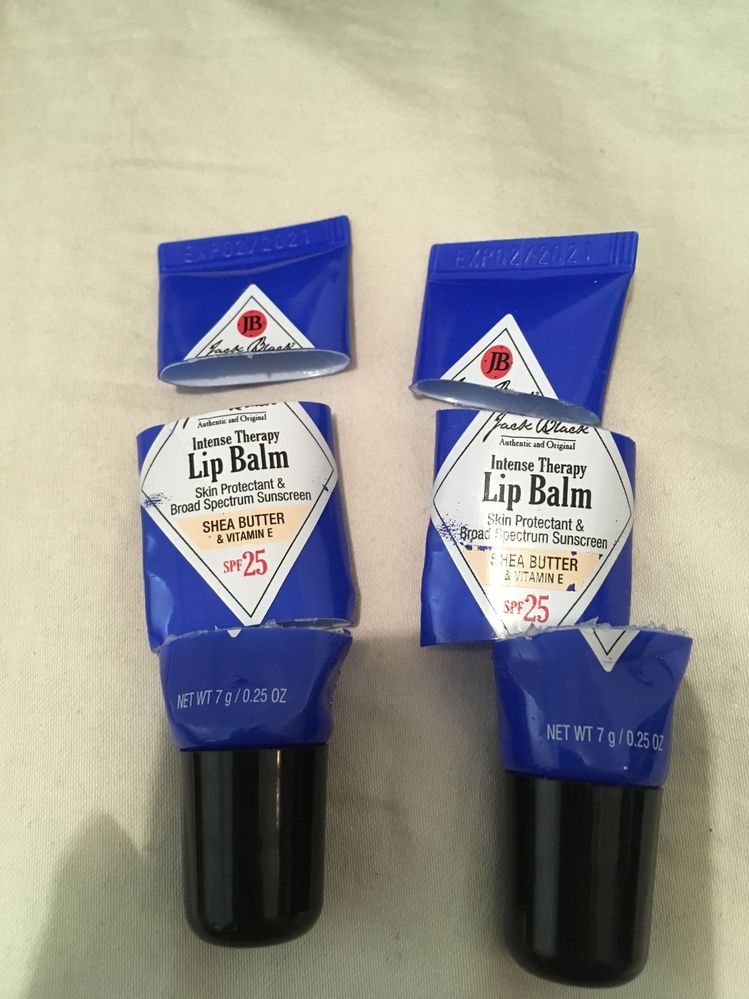 EXP02/2021
JB
Jack Black
Authentic and Original
Intense Therapy
Lip Balm
Skin Protectant &
Broad Spectrum Sunscreen
SHEA BUTTER
& VITAMIN E
SPF 25
NET WT 7 g / 0.25 OZ
EXP02/2021
JB
Jack Black
Authentic and Original
Intense Therapy
Lip Balm
Skin Protectant &
Broad Spectrum Sunscreen
SHEA BUTTER
& VITAMIN E
SPF 25
NET WT 7 g / 0.25 OZ